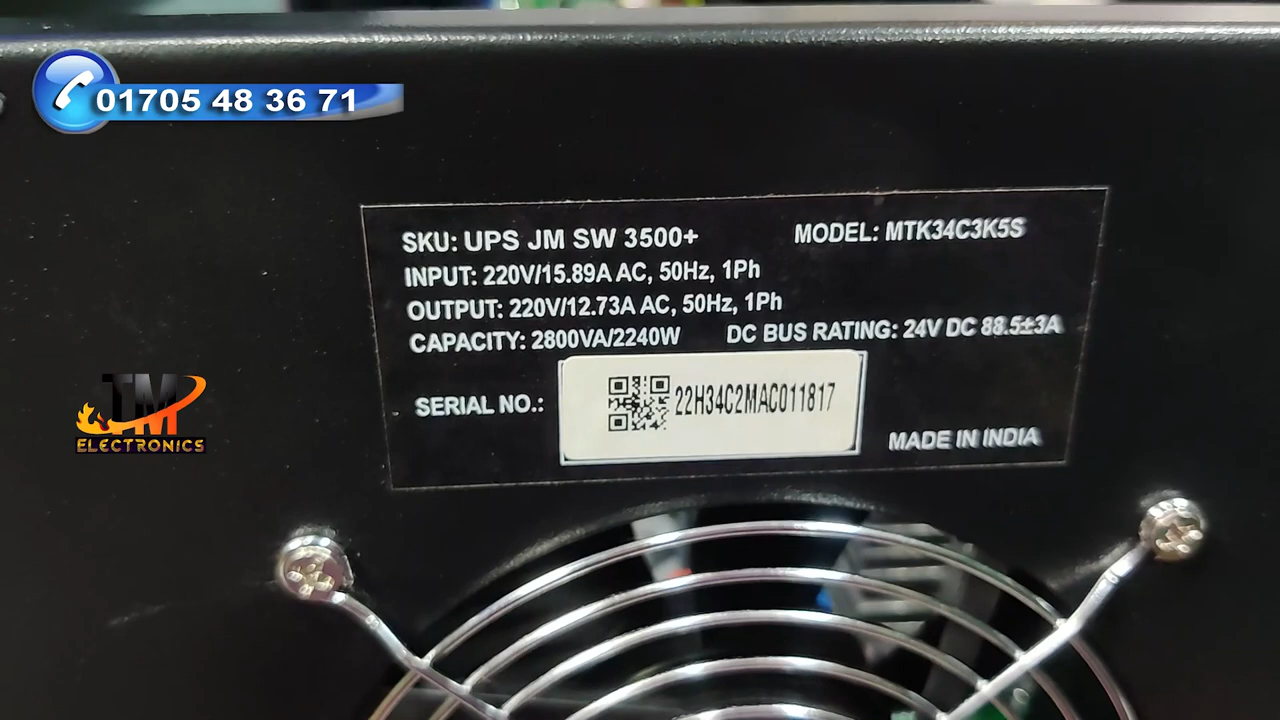 01705 48 36 71
SKU: UPS JM SW 3500+ MODEL: MTK34C3K5S
INPUT: 220V/15.89A AC, 50Hz, 1Ph
OUTPUT: 220V/12.73A AC, 50Hz, 1Ph
CAPACITY: 2800VA/2240W DC BUS RATING: 24V DC 88.5±3A
SERIAL NO.: 22H34C2MAC011817
MADE IN INDIA
TM
ELECTRONICS